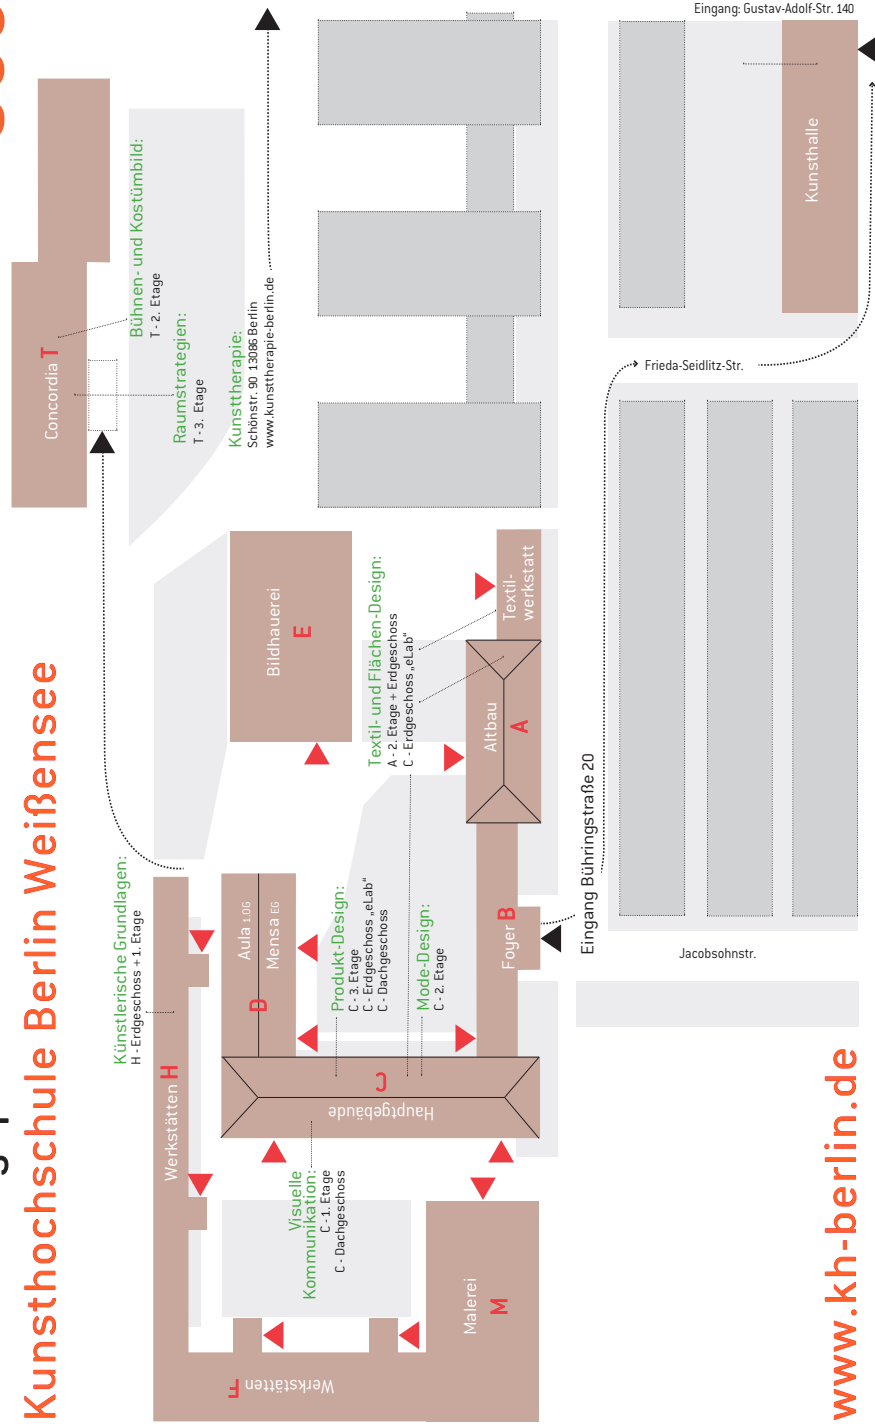 Kunsthochschule Berlin Weißensee
Künstlerische Grundlagen:
H - Erdgeschoss + 1. Etage
Werkstätten H
Werkstätten F
Visuelle
Kommunikation:
C - 1. Etage
C - Dachgeschoss
Malerei
M
Hauptgebäude
C
Aula 1.OG
D
Mensa EG
Produkt-Design:
C - 3. Etage
C - Erdgeschoss „eLab“
C - Dachgeschoss
Mode-Design:
C - 2. Etage
Foyer B
Eingang Bühringstraße 20
Altbau
A
Textil- und Flächen-Design:
A - 2. Etage + Erdgeschoss
C - Erdgeschoss „eLab“
Textil-
werkstatt
Bildhauerei
E
Concordia T
Bühnen- und Kostümbild:
T - 2. Etage
Raumstrategien:
T - 3. Etage
Kunsttherapie:
Schönstr. 90 13086 Berlin
www.kunsttherapie-berlin.de
Jacobsohnstr.
Frieda-Seidlitz-Str.
Kunsthalle
Eingang: Gustav-Adolf-Str. 140
www.kh-berlin.de